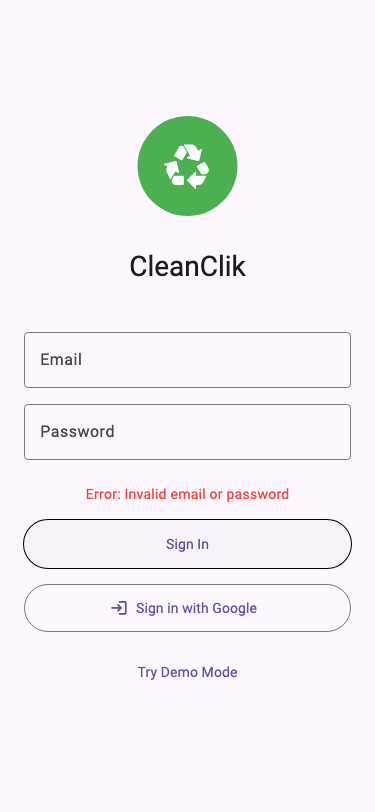 CleanClik
Email
Password
Error: Invalid email or password
Sign In
Sign in with Google
Try Demo Mode